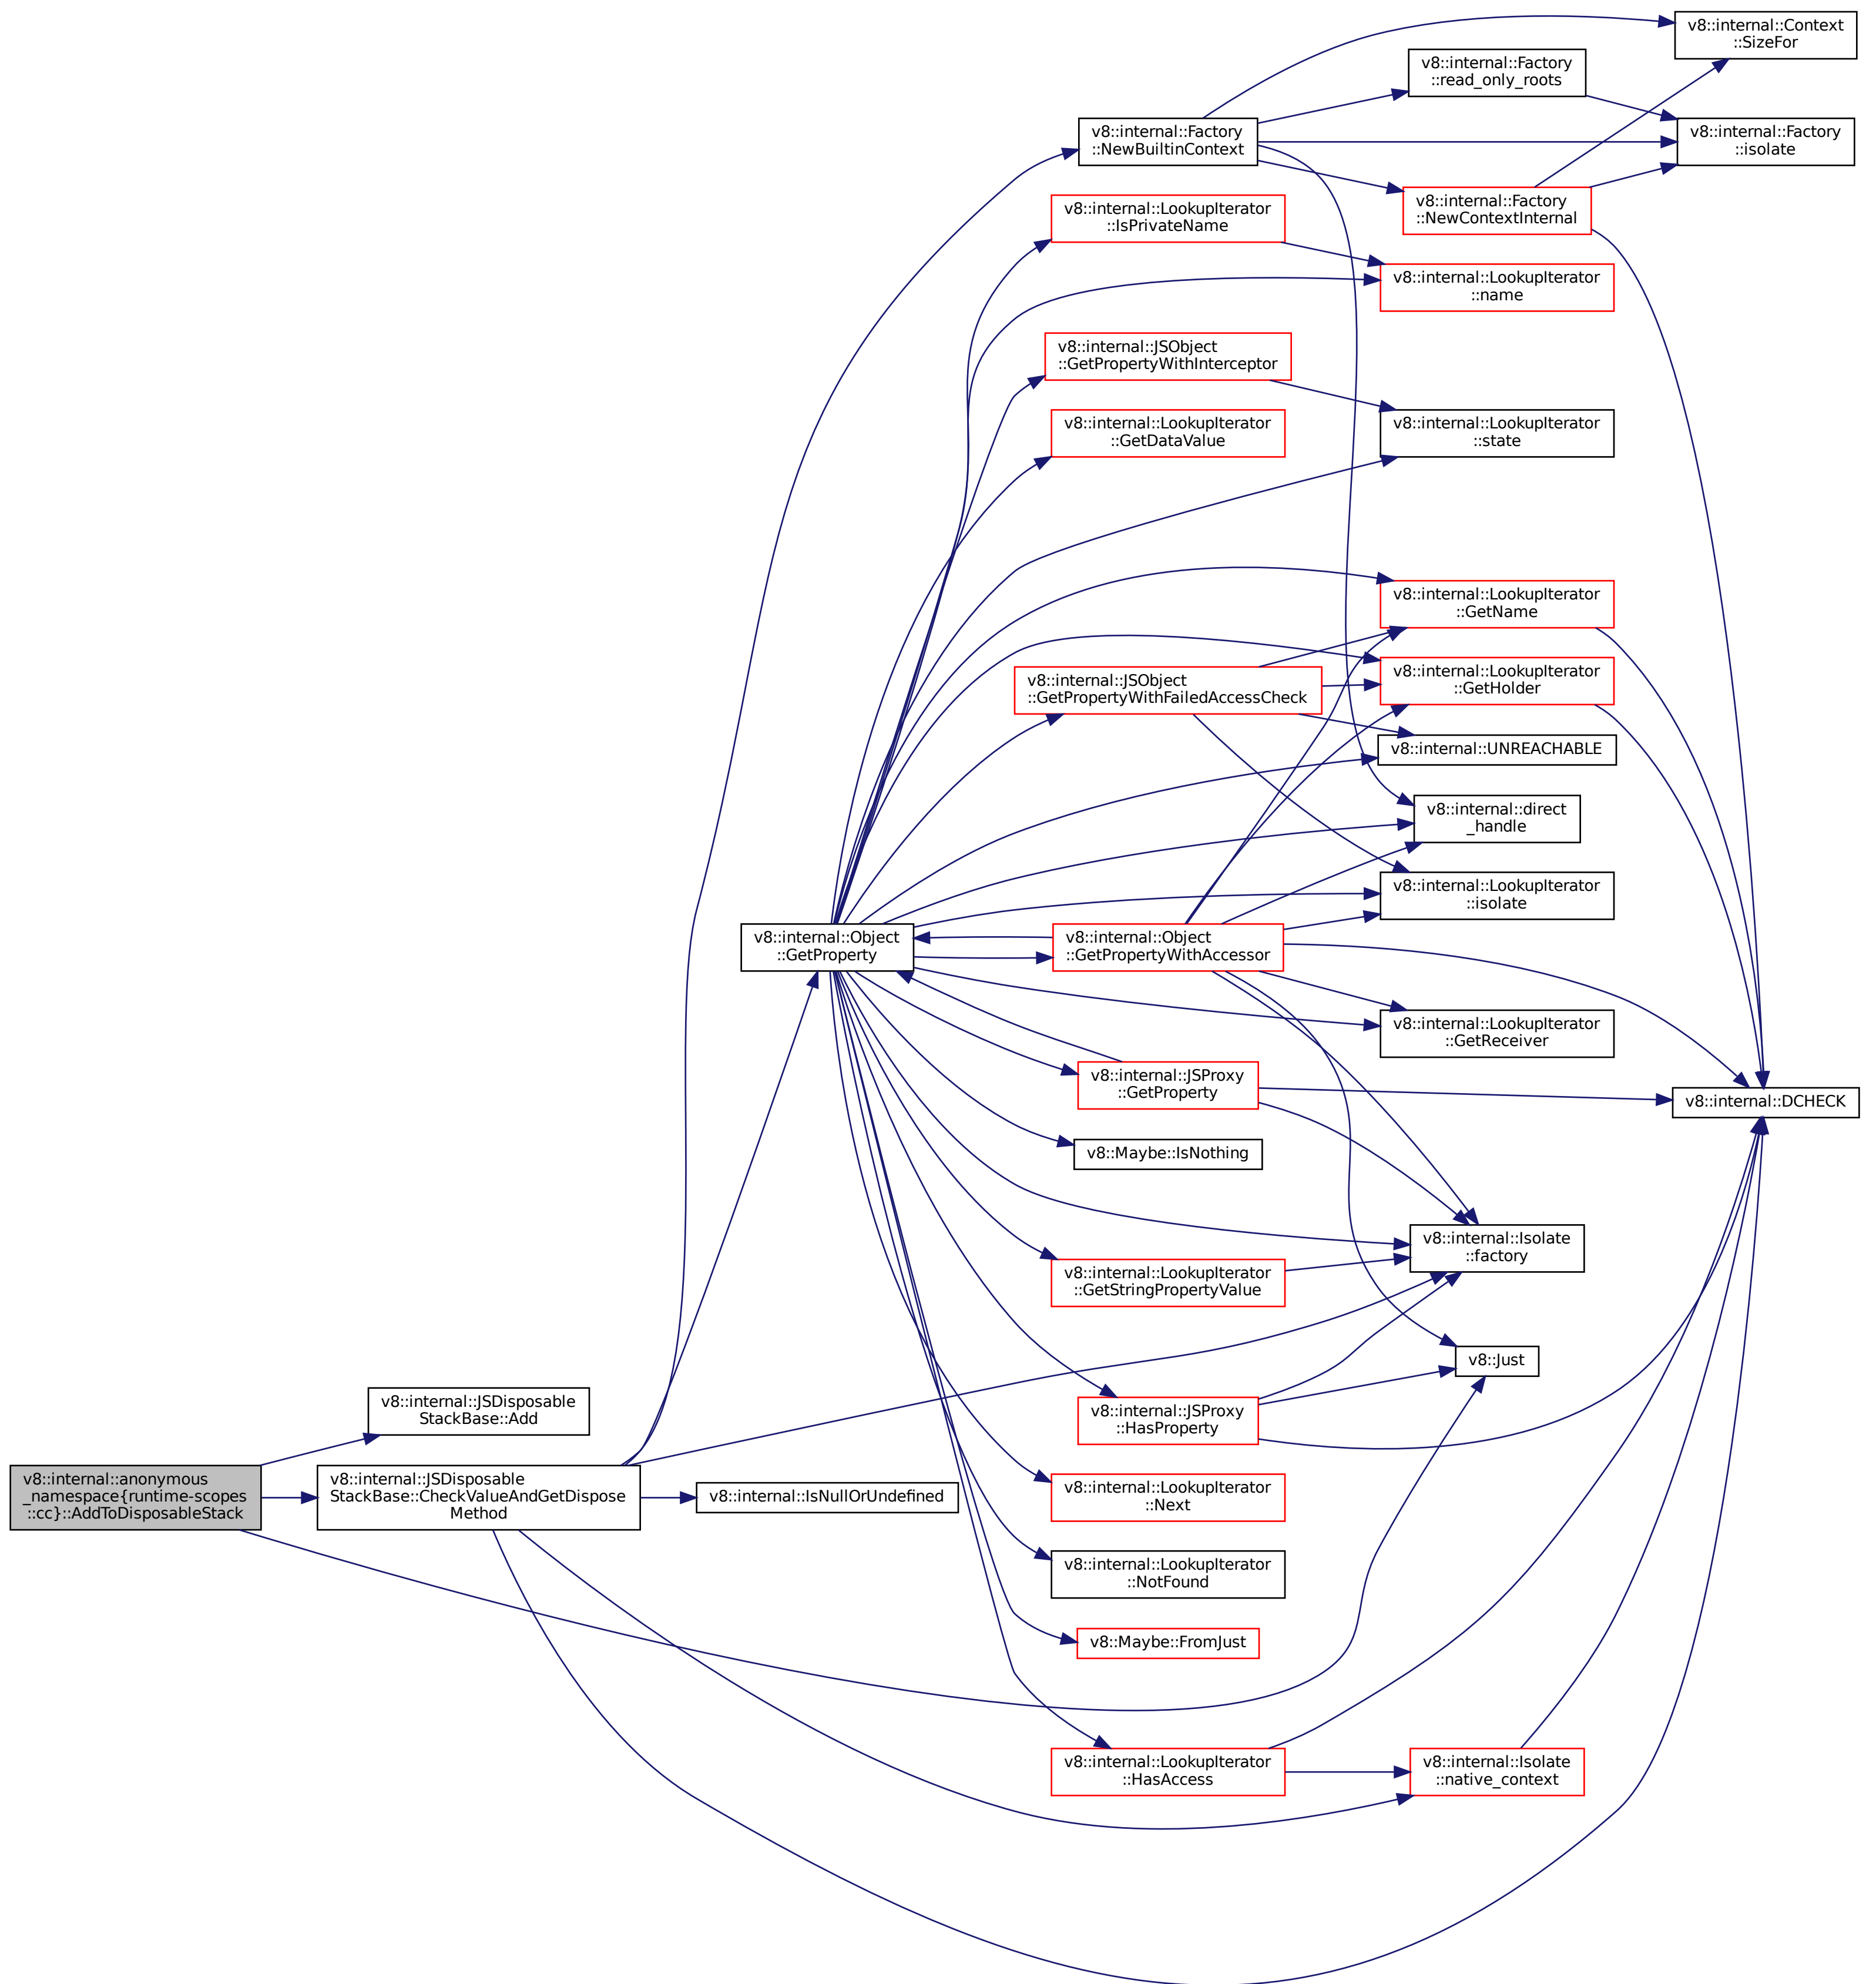 v8::internal::Context
::SizeFor
v8::internal::Factory
::read_only_roots
v8::internal::Factory
::NewBuiltinContext
v8::internal::Factory
::isolate
v8::internal::Factory
::NewContextInternal
v8::internal::LookupIterator
::IsPrivateName
v8::internal::LookupIterator
::name
v8::internal::JSObject
::GetPropertyWithInterceptor
v8::internal::LookupIterator
::GetDataValue
v8::internal::LookupIterator
::state
v8::internal::LookupIterator
::GetName
v8::internal::JSObject
::GetPropertyWithFailedAccessCheck
v8::internal::LookupIterator
::GetHolder
v8::internal::UNREACHABLE
v8::internal::direct
_handle
v8::internal::LookupIterator
::isolate
v8::internal::Object
::GetProperty
v8::internal::Object
::GetPropertyWithAccessor
v8::internal::LookupIterator
::GetReceiver
v8::internal::JSProxy
::GetProperty
v8::internal::DCHECK
v8::Maybe::IsNothing
v8::internal::Isolate
::factory
v8::internal::LookupIterator
::GetStringPropertyValue
v8::Just
v8::internal::JSDisposable
StackBase::Add
v8::internal::JSProxy
::HasProperty
v8::internal::anonymous
_namespace{runtime-scopes
::cc}::AddToDisposableStack
v8::internal::JSDisposable
StackBase::CheckValueAndGetDispose
Method
v8::internal::IsNullOrUndefined
v8::internal::LookupIterator
::Next
v8::internal::LookupIterator
::NotFound
v8::Maybe::FromJust
v8::internal::LookupIterator
::HasAccess
v8::internal::Isolate
::native_context